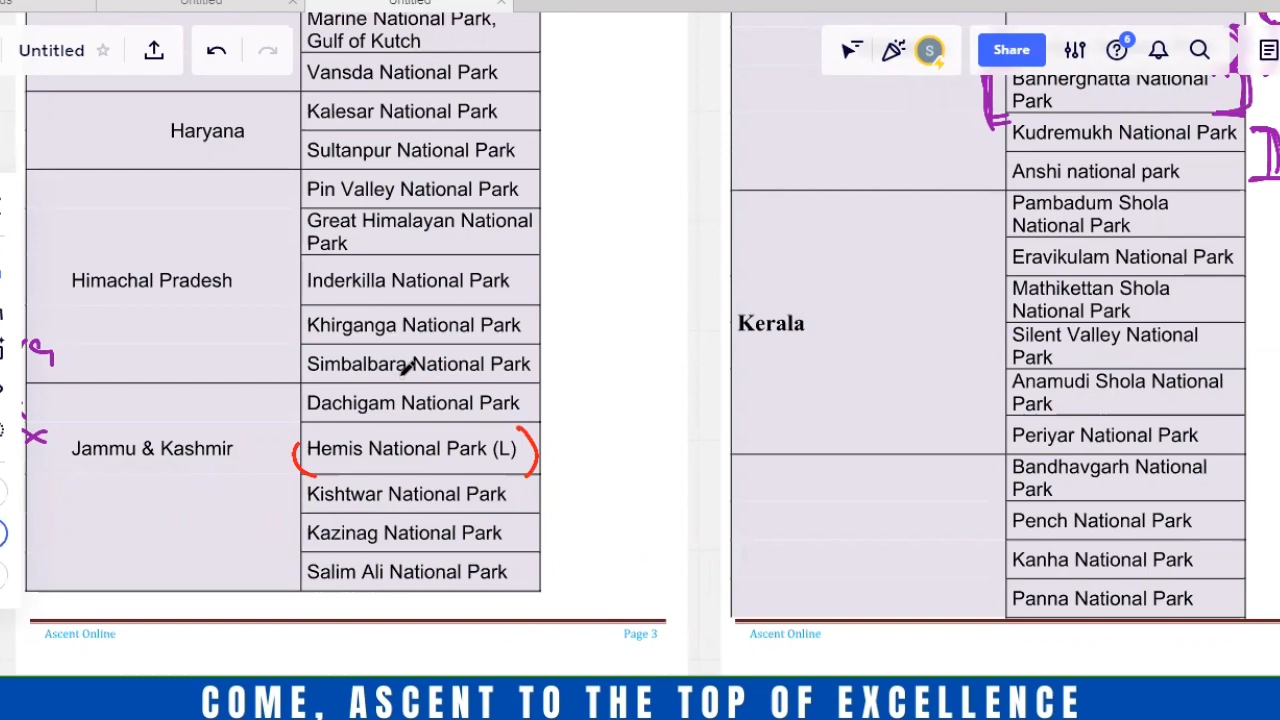 Untitled
Untitled
Untitled
S
Share
6
Marine National Park,
Gulf of Kutch
Vansda National Park
Haryana
Kalesar National Park
Sultanpur National Park
Himachal Pradesh
Pin Valley National Park
Great Himalayan National
Park
Inderkilla National Park
Khirganga National Park
Simbalbara National Park
Jammu & Kashmir
Dachigam National Park
Hemis National Park (L)
Kishtwar National Park
Kazinag National Park
Salim Ali National Park
Ascent Online
Page 3
Bannerghatta National
Park
Kudremukh National Park
Anshi national park
Kerala
Pambadum Shola
National Park
Eravikulam National Park
Mathikettan Shola
National Park
Silent Valley National
Park
Anamudi Shola National
Park
Periyar National Park
Bandhavgarh National
Park
Pench National Park
Kanha National Park
Panna National Park
Ascent Online
COME, ASCENT TO THE TOP OF EXCELLENCE